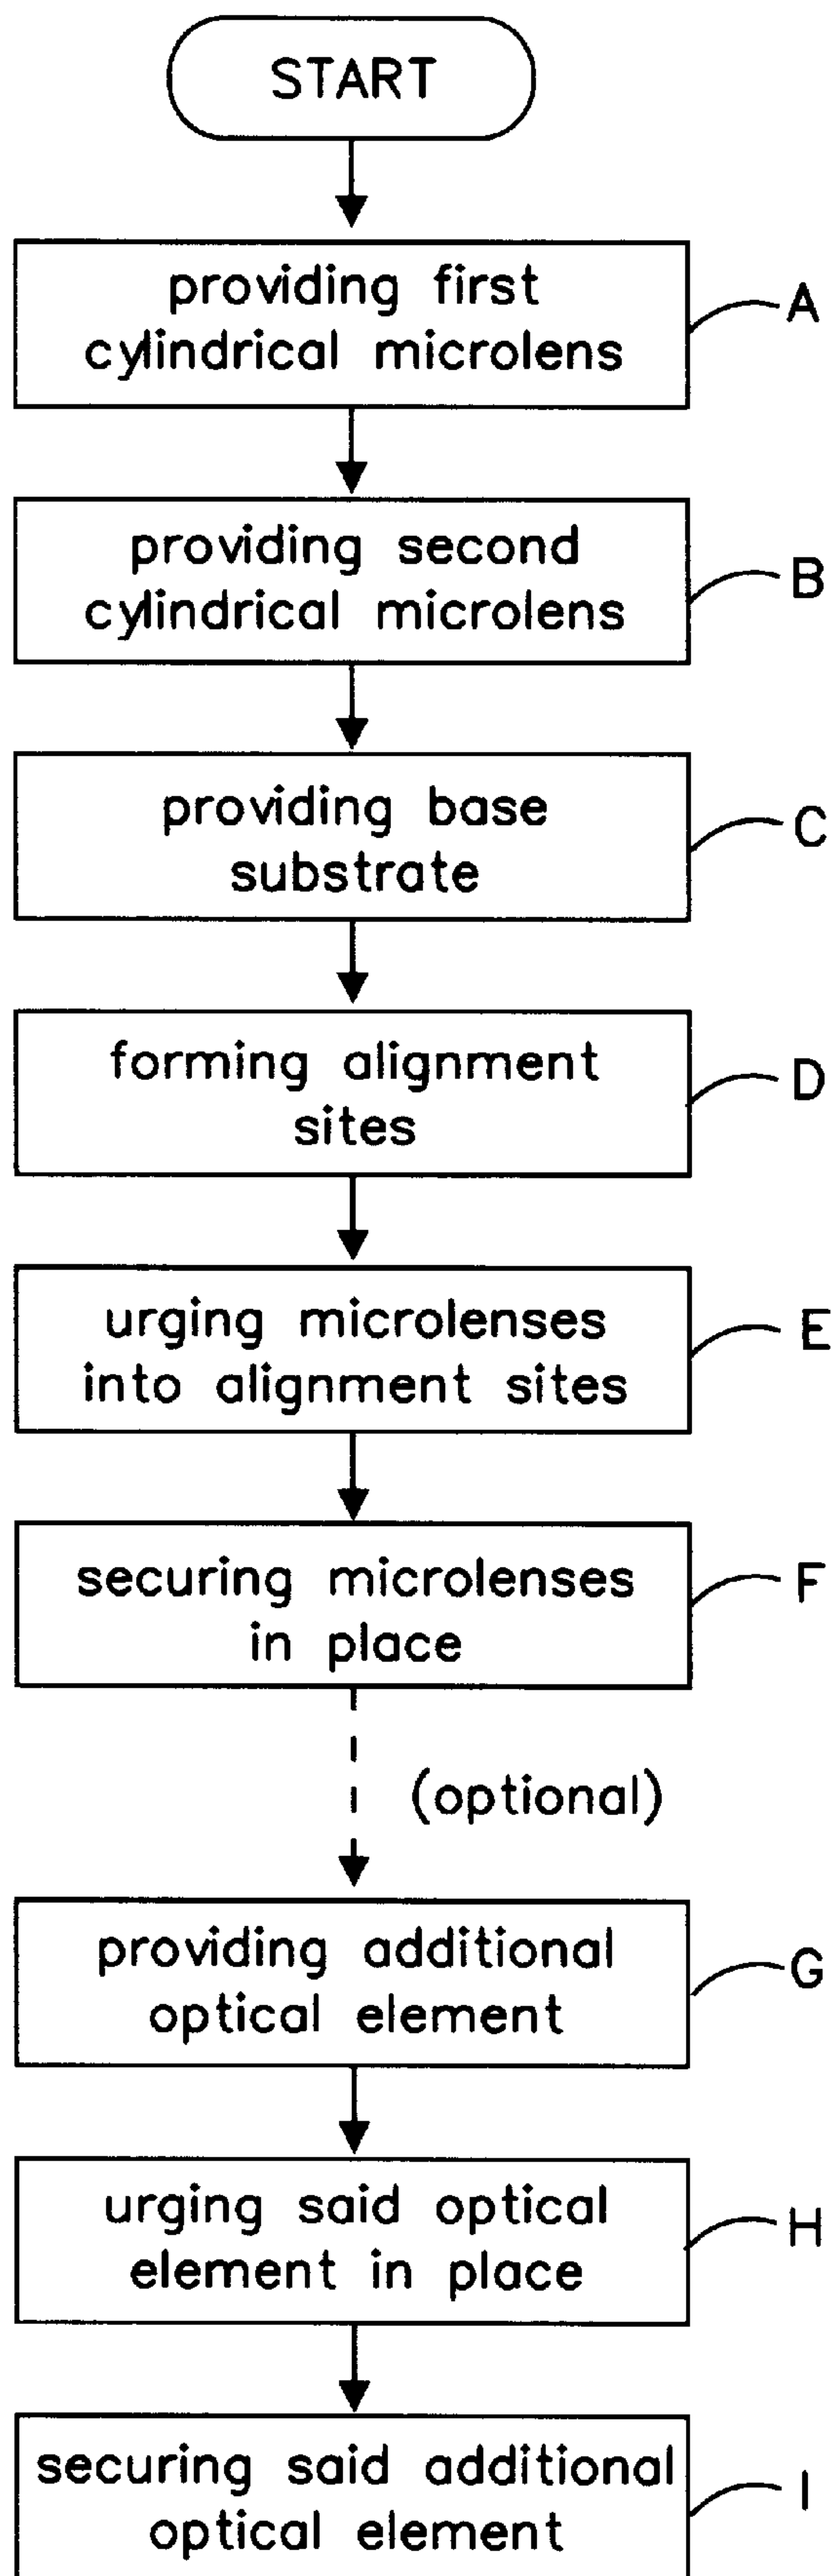 START
providing first
cylindrical microlens
A
providing second
cylindrical microlens
B
providing base
substrate
C
forming alignment
sites
D
urging microlenses
into alignment sites
E
securing microlenses
in place
F
(optional)
providing additional
optical element
G
urging said optical
element in place
H
securing said additional
optical element
I